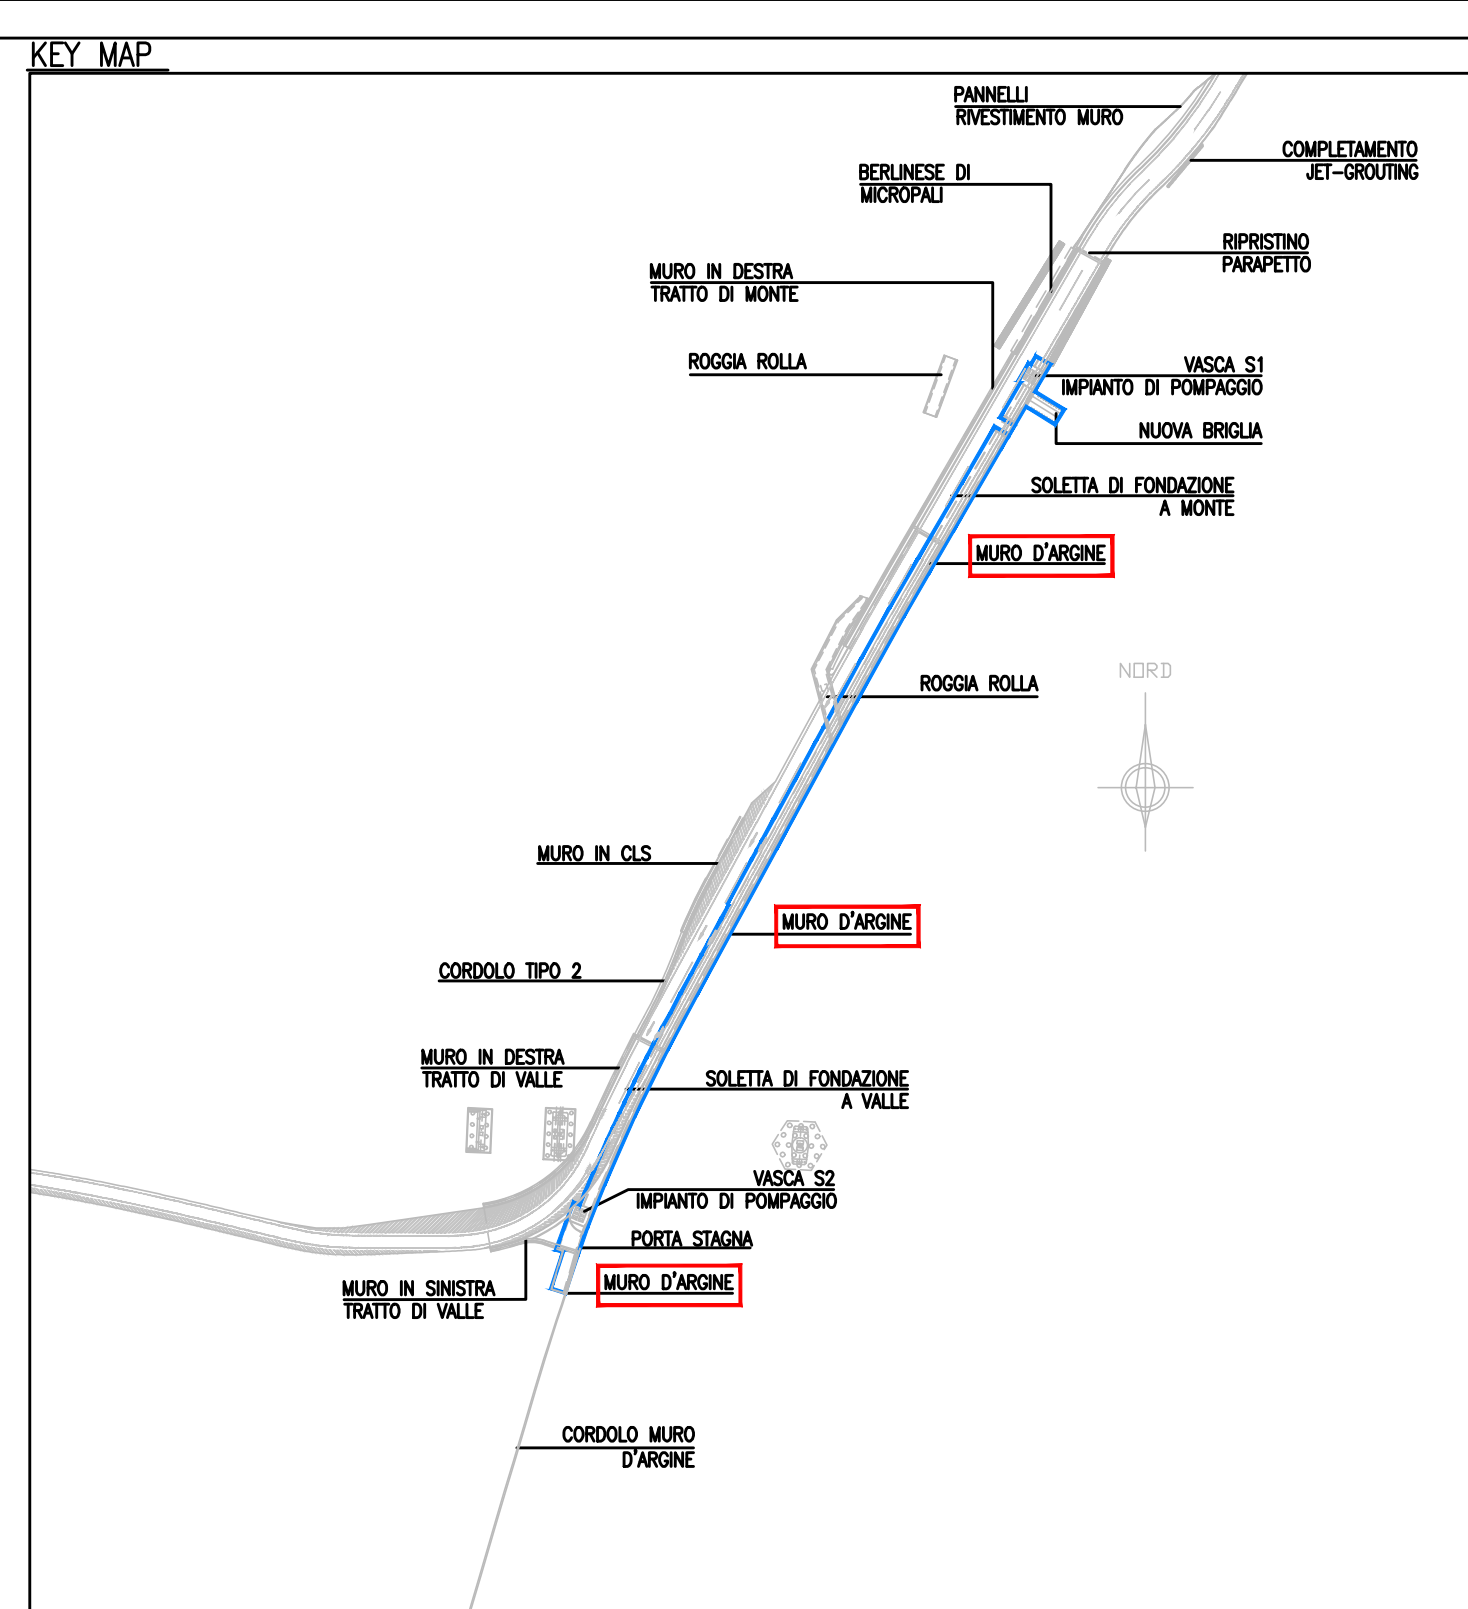 KEY MAP
PANNELLI
RIVESTIMENTO MURO
COMPLETAMENTO
JET-GROUTING
BERLINESE DI
MICROPALI
RIPRISTINO
PARAPETTO
MURO IN DESTRA
TRATTO DI MONTE
ROGGIA ROLLA
VASCA S1
IMPIANTO DI POMPAGGIO
NUOVA BRIGLIA
SOLETTA DI FONDAZIONE
A MONTE
MURO D'ARGINE
NORD
ROGGIA ROLLA
MURO IN CLS
MURO D'ARGINE
CORDOLO TIPO 2
MURO IN DESTRA
TRATTO DI VALLE
SOLETTA DI FONDAZIONE
A VALLE
VASCA S2
IMPIANTO DI POMPAGGIO
PORTA STAGNA
MURO D'ARGINE
MURO IN SINISTRA
TRATTO DI VALLE
CORDOLO MURO
D'ARGINE